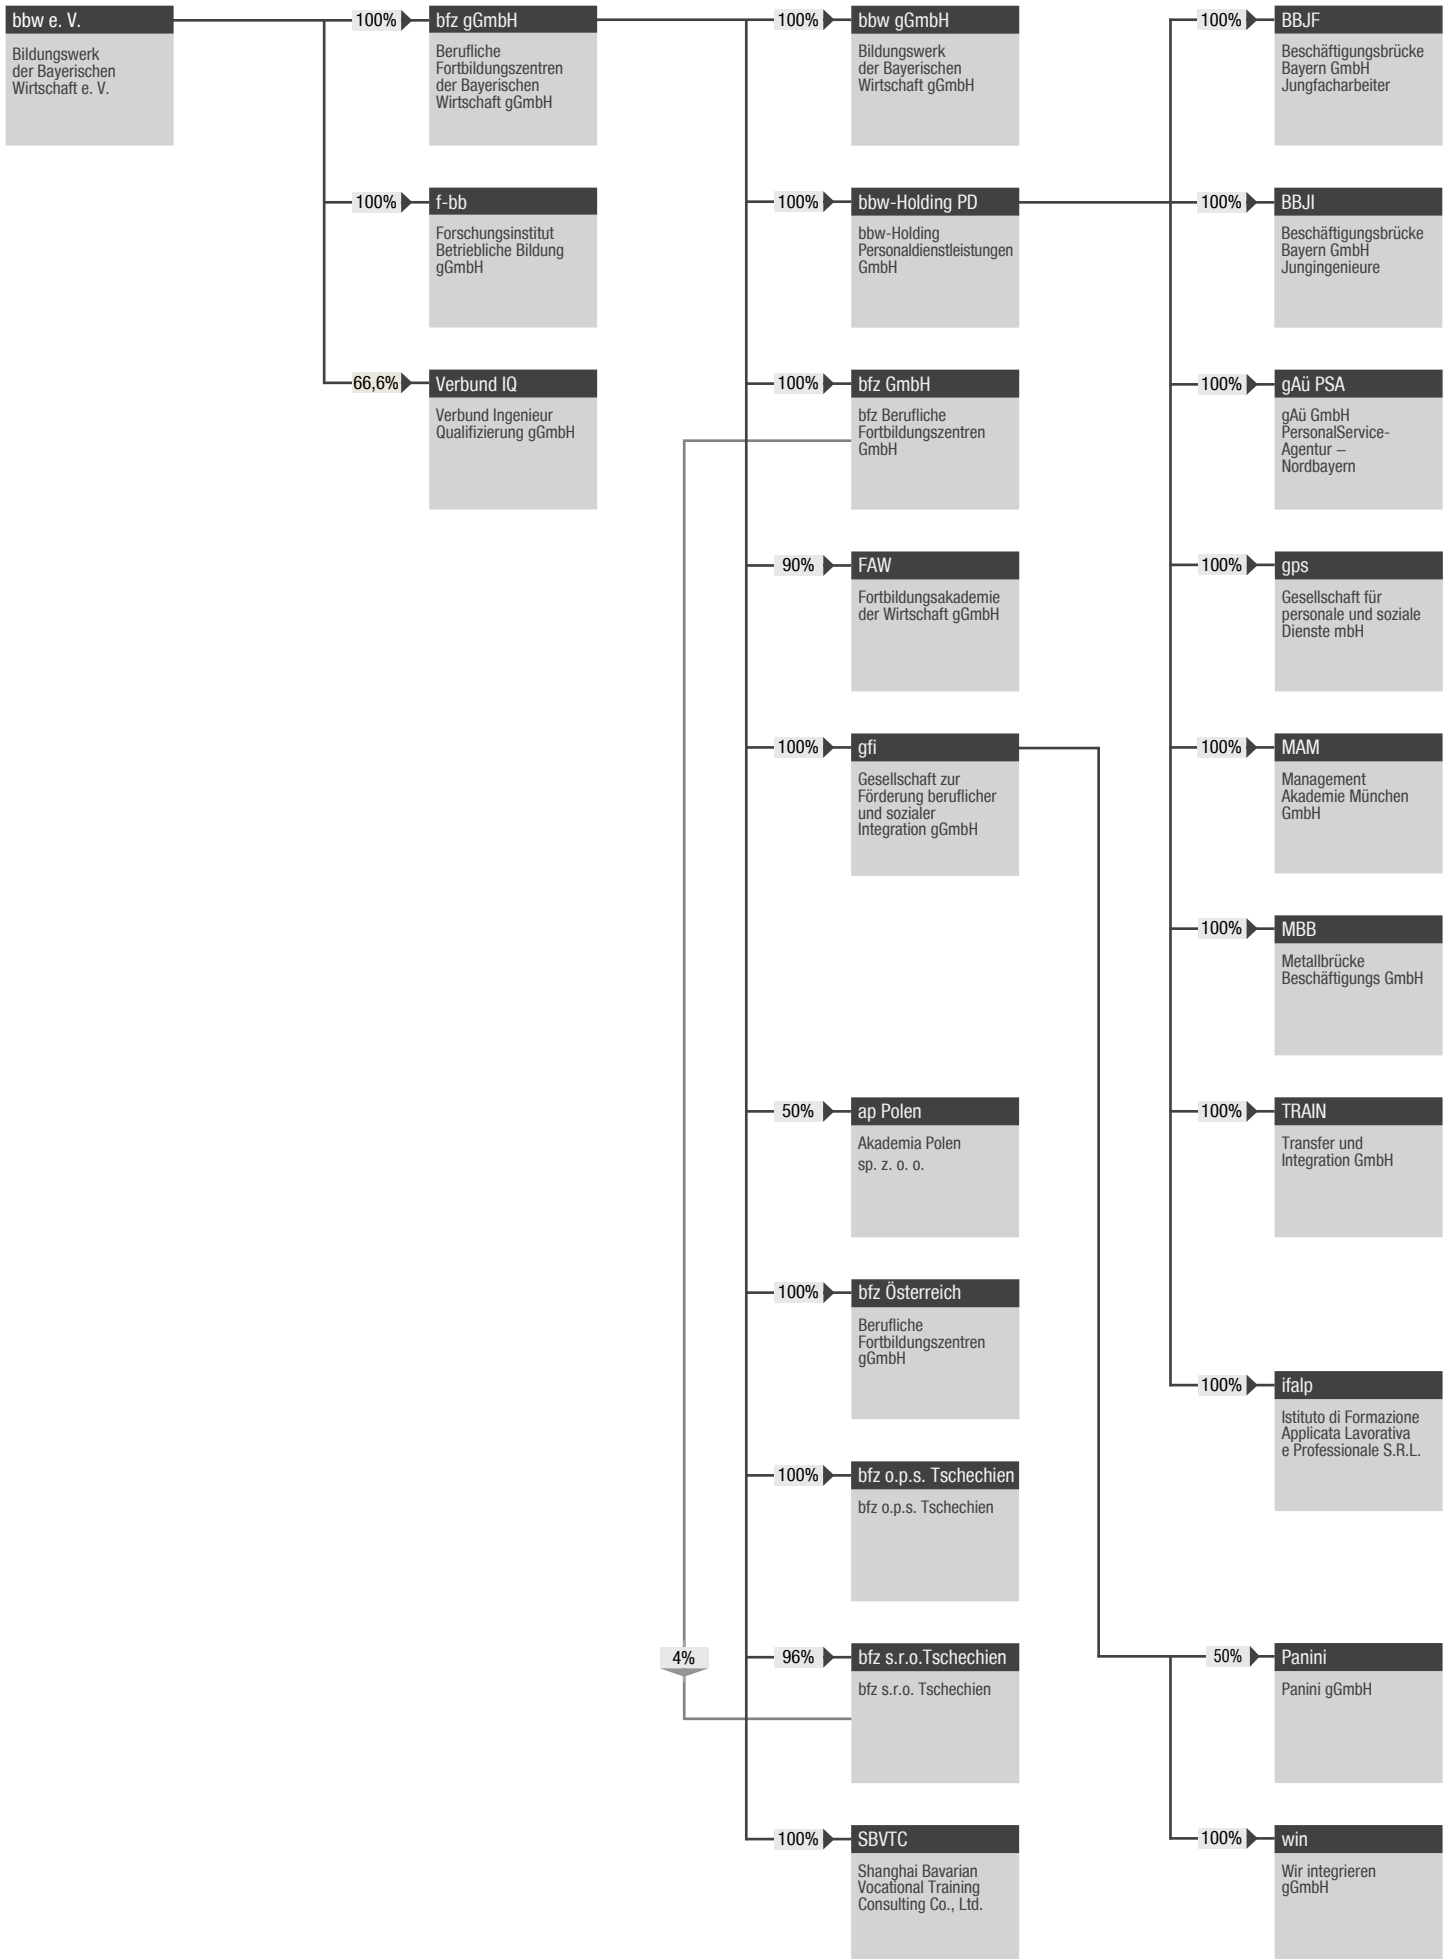 bbw e. V.
Bildungswerk
der Bayerischen
Wirtschaft e. V.
100%
bfz gGmbH
Berufliche
Fortbildungszentren
der Bayerischen
Wirtschaft gGmbH
100%
f-bb
Forschungsinstitut
Betriebliche Bildung
gGmbH
66,6%
Verbund IQ
Verbund Ingenieur
Qualifizierung gGmbH
100%
bbw gGmbH
Bildungswerk
der Bayerischen
Wirtschaft gGmbH
100%
bbw-Holding PD
bbw-Holding
Personaldienstleistungen
GmbH
100%
bfz GmbH
bfz Berufliche
Fortbildungszentren
GmbH
90%
FAW
Fortbildungsakademie
der Wirtschaft gGmbH
100%
gfi
Gesellschaft zur
Förderung beruflicher
und sozialer
Integration gGmbH
50%
ap Polen
Akademia Polen
sp. z. o. o.
100%
bfz Österreich
Berufliche
Fortbildungszentren
gGmbH
100%
bfz o.p.s. Tschechien
bfz o.p.s. Tschechien
4%
96%
bfz s.r.o.Tschechien
bfz s.r.o. Tschechien
100%
SBVTC
Shanghai Bavarian
Vocational Training
Consulting Co., Ltd.
100%
BBJF
Beschäftigungsbrücke
Bayern GmbH
Jungfacharbeiter
100%
BBJI
Beschäftigungsbrücke
Bayern GmbH
Jungingenieure
100%
gAü PSA
gAü GmbH
PersonalService-
Agentur –
Nordbayern
100%
gps
Gesellschaft für
personale und soziale
Dienste mbH
100%
MAM
Management
Akademie München
GmbH
100%
MBB
Metallbrücke
Beschäftigungs GmbH
100%
TRAIN
Transfer und
Integration GmbH
100%
ifalp
Istituto di Formazione
Applicata Lavorativa
e Professionale S.R.L.
50%
Panini
Panini gGmbH
100%
win
Wir integrieren
gGmbH